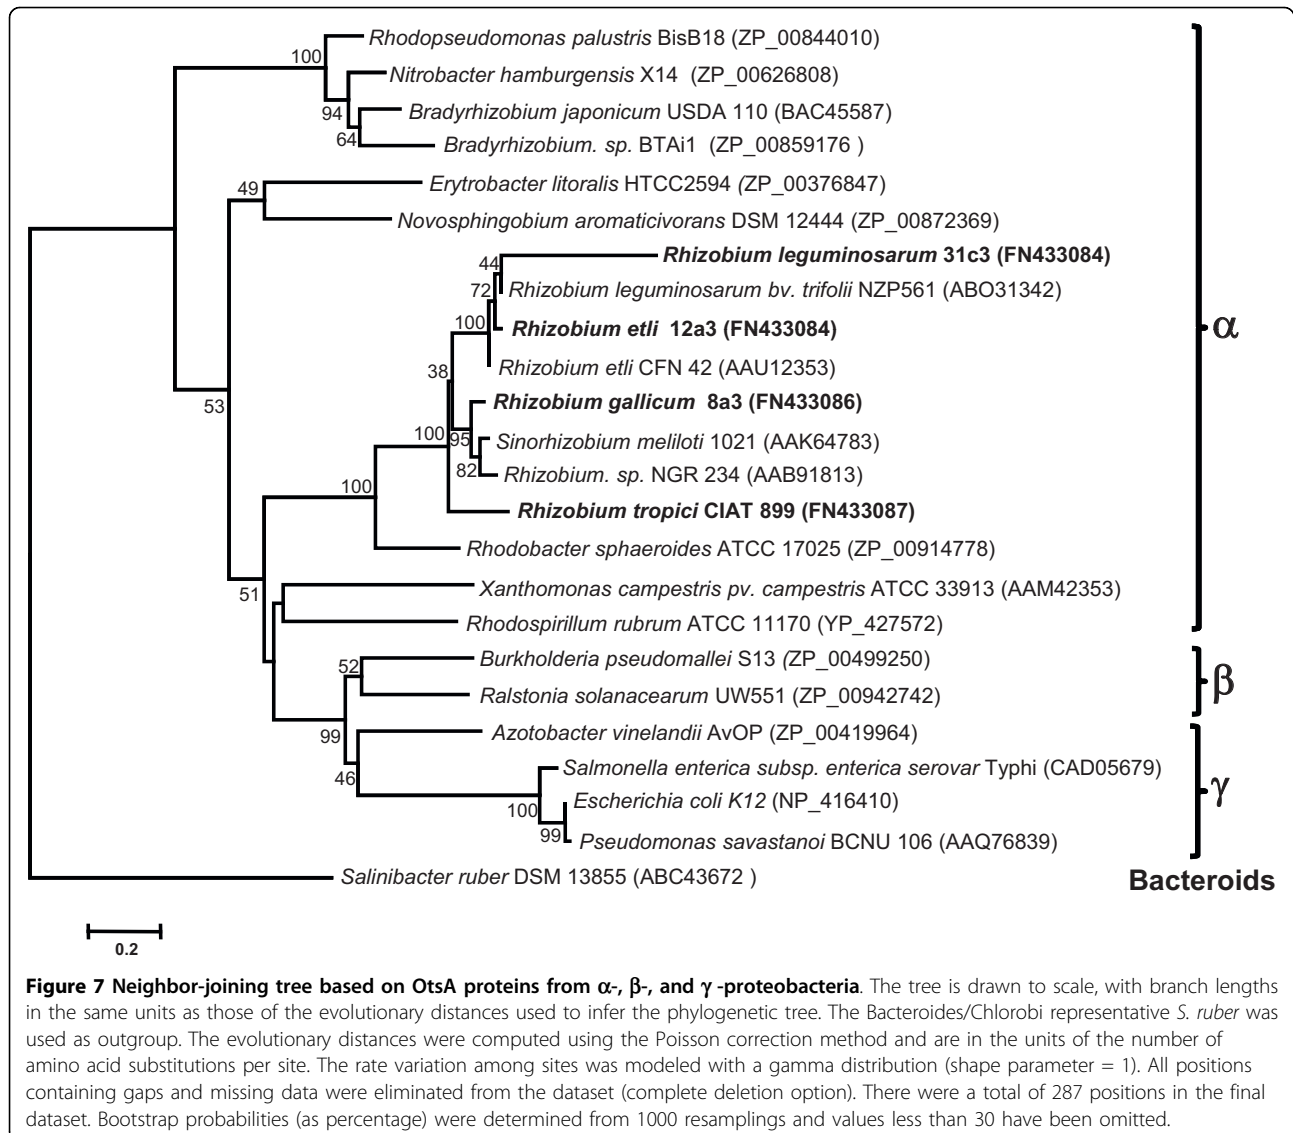 100
Rhodopseudomonas palustris BisB18 (ZP_00844010)
Nitrobacter hamburgensis X14 (ZP_00626808)
94
Bradyrhizobium japonicum USDA 110 (BAC45587)
64
Bradyrhizobium. sp. BTAi1 (ZP_00859176 )
49
Erytrobacter litoralis HTCC2594 (ZP_00376847)
Novosphingobium aromaticivorans DSM 12444 (ZP_00872369)
44
Rhizobium leguminosarum 31c3 (FN433084)
72
Rhizobium leguminosarum bv. trifolii NZP561 (ABO31342)
100
Rhizobium etli 12a3 (FN433084)
α
38
Rhizobium etli CFN 42 (AAU12353)
53
Rhizobium gallicum 8a3 (FN433086)
100
95
Sinorhizobium meliloti 1021 (AAK64783)
82
Rhizobium. sp. NGR 234 (AAB91813)
100
Rhizobium tropici CIAT 899 (FN433087)
Rhodobacter sphaeroides ATCC 17025 (ZP_00914778)
51
Xanthomonas campestris pv. campestris ATCC 33913 (AAM42353)
Rhodospirillum rubrum ATCC 11170 (YP_427572)
52
Burkholderia pseudomallei S13 (ZP_00499250)
β
Ralstonia solanacearum UW551 (ZP_00942742)
99
Azotobacter vinelandii AvOP (ZP_00419964)
46
Salmonella enterica subsp. enterica serovar Typhi (CAD05679)
γ
100
Escherichia coli K12 (NP_416410)
99
Pseudomonas savastanoi BCNU 106 (AAQ76839)
Salinibacter ruber DSM 13855 (ABC43672 )
Bacteroids
0.2
Figure 7 Neighbor-joining tree based on OtsA proteins from α-, β-, and γ -proteobacteria. The tree is drawn to scale, with branch lengths
in the same units as those of the evolutionary distances used to infer the phylogenetic tree. The Bacteroides/Chlorobi representative S. ruber was
used as outgroup. The evolutionary distances were computed using the Poisson correction method and are in the units of the number of
amino acid substitutions per site. The rate variation among sites was modeled with a gamma distribution (shape parameter = 1). All positions
containing gaps and missing data were eliminated from the dataset (complete deletion option). There were a total of 287 positions in the final
dataset. Bootstrap probabilities (as percentage) were determined from 1000 resamplings and values less than 30 have been omitted.